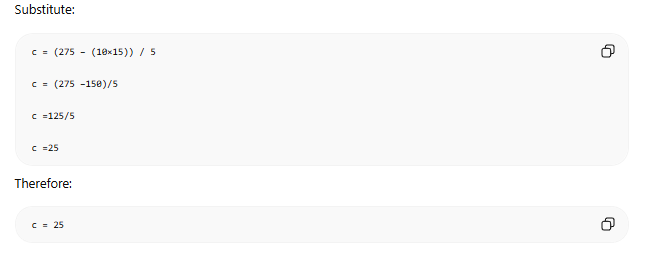 Substitute:
c = (275 − (10×15)) / 5
c = (275 −150)/5
c =125/5
c =25
Therefore:
c = 25